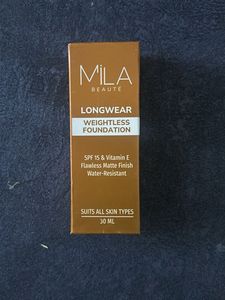 MiLA
BEAUTÉ
LONGWEAR
WEIGHTLESS
FOUNDATION
SPF 15 & Vitamin E
Flawless Matte Finish
Water-Resistant
SUITS ALL SKIN TYPES
30 ML